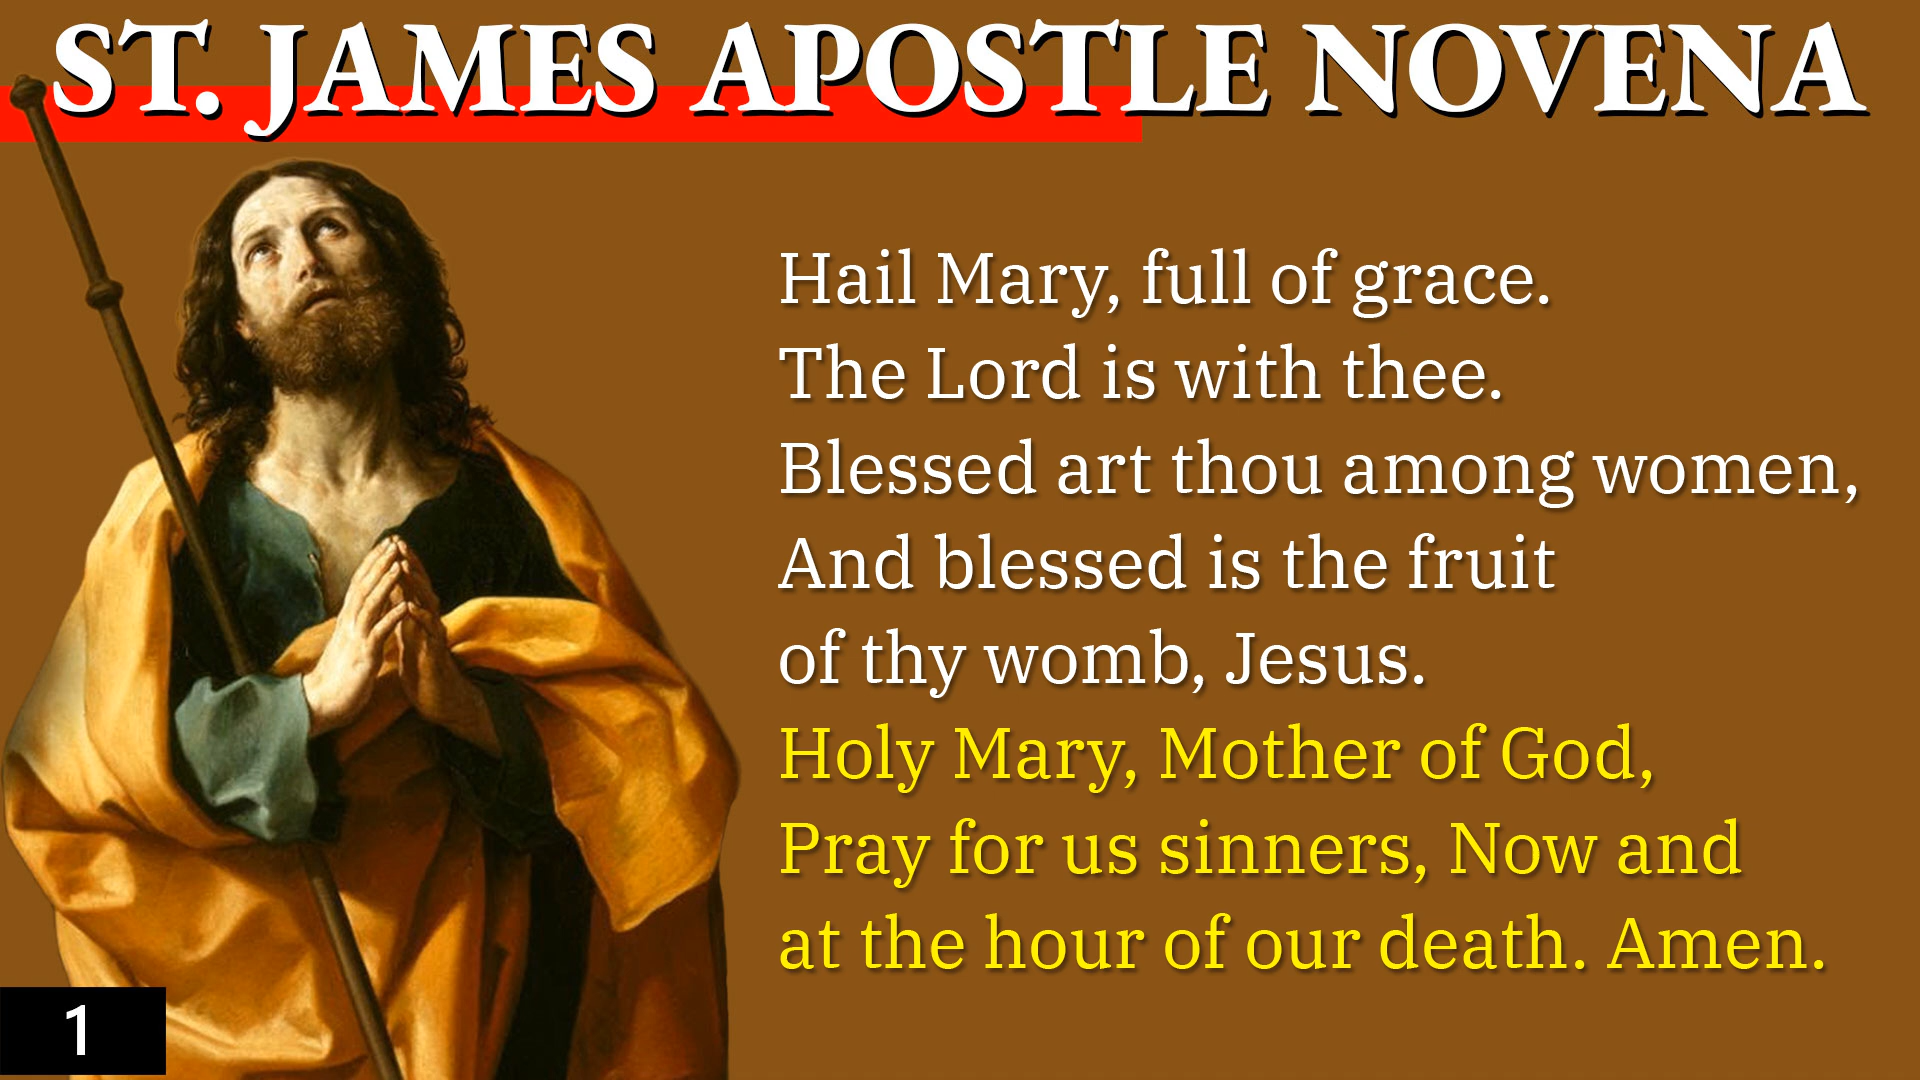 ST. JAMES APOSTLE NOVENA
Hail Mary, full of grace.
The Lord is with thee.
Blessed art thou among women,
And blessed is the fruit
of thy womb, Jesus.
Holy Mary, Mother of God,
Pray for us sinners, Now and
at the hour of our death. Amen.
1